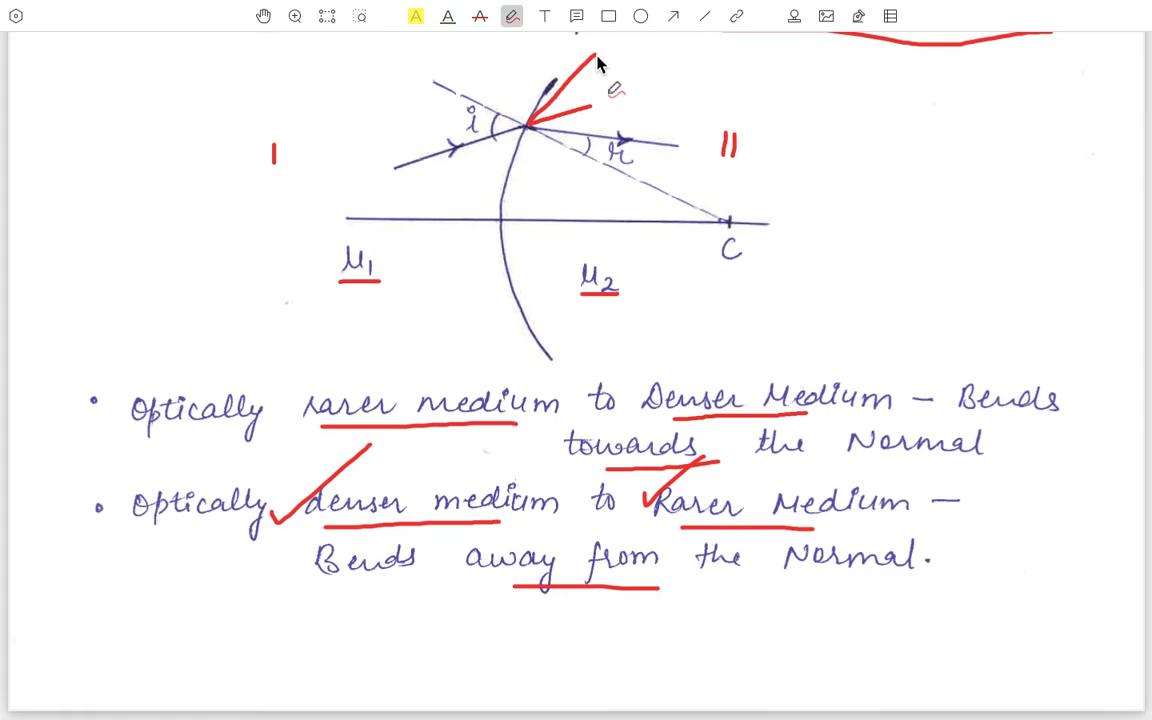 i
I
r
II
C
μ1
μ2
• Optically rarer medium to Denser Medium – Bends
towards the Normal
• Optically denser medium to Rarer Medium –
Bends away from the Normal.